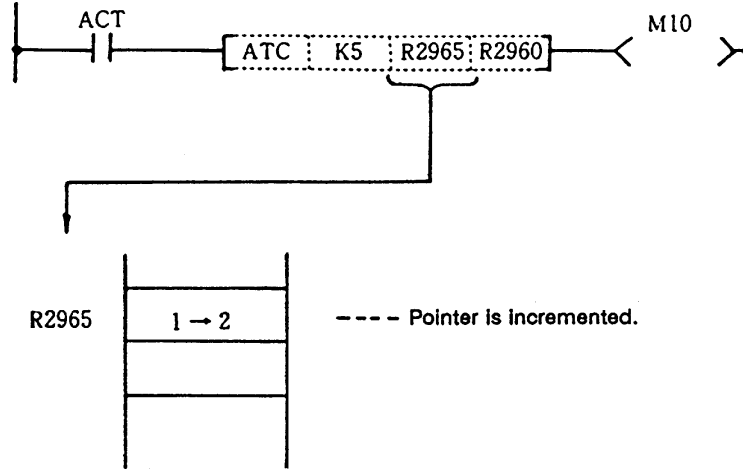 ACT
M10
ATC K5 R2965 R2960
R2965 1 → 2 ---- Pointer is incremented.